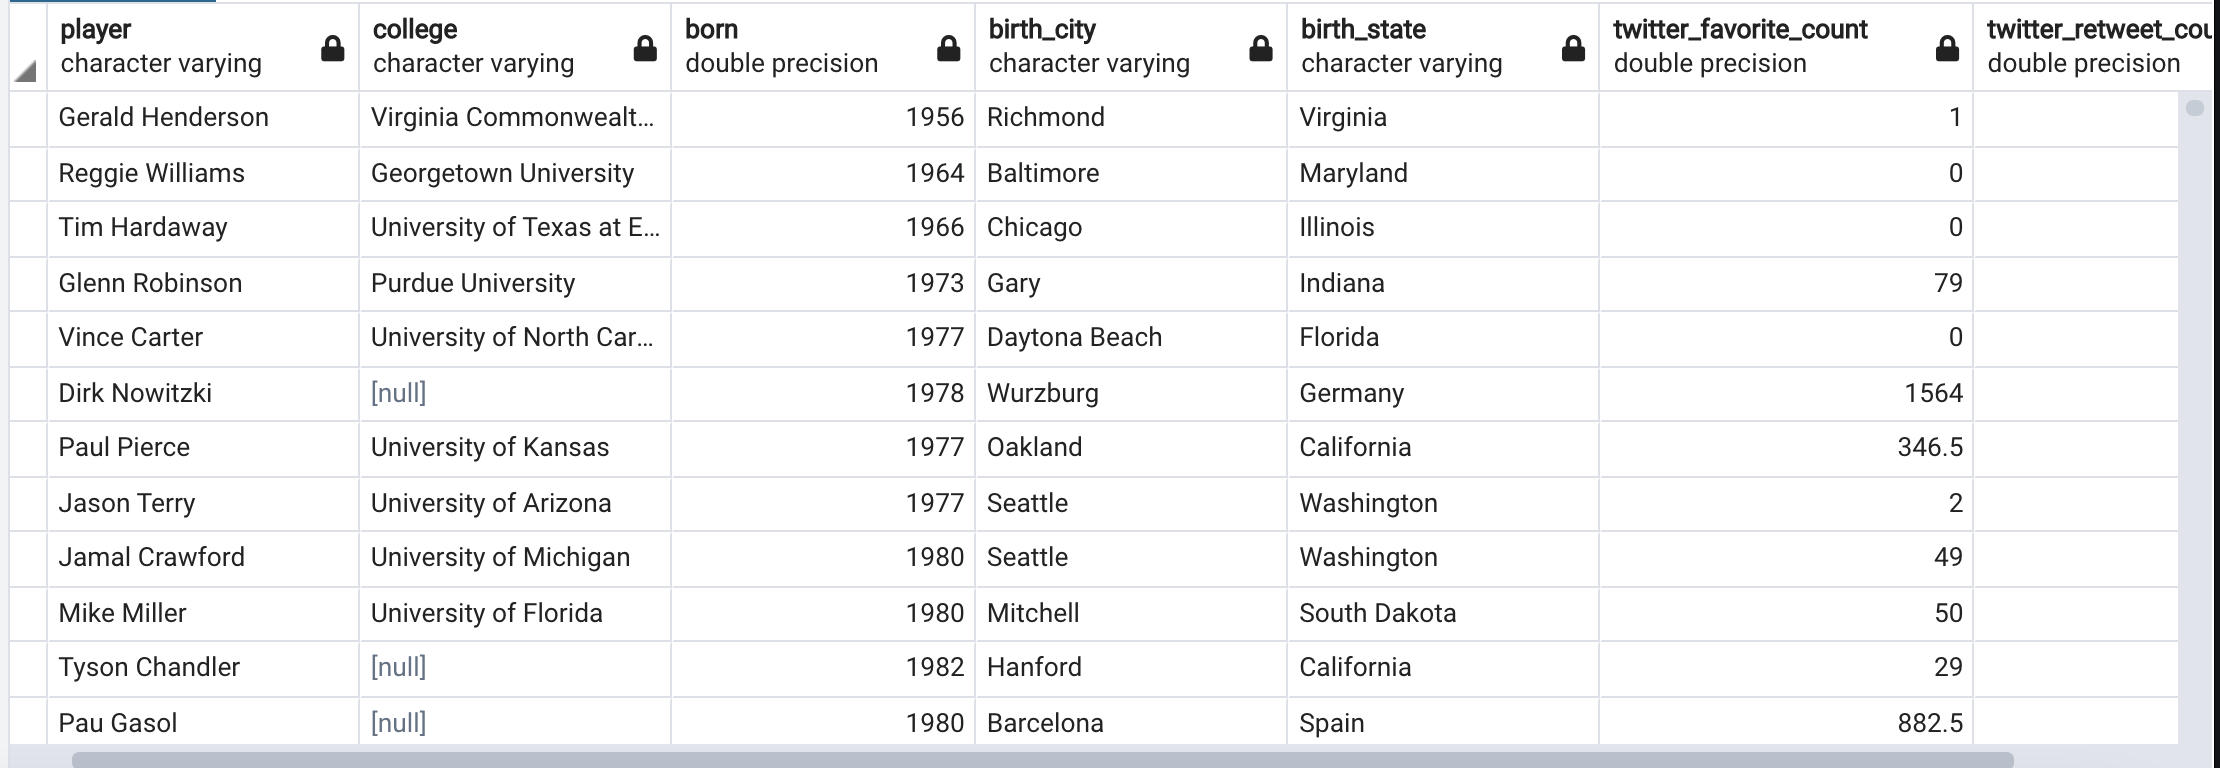 player college born birth_city birth_state twitter_favorite_count twitter_retweet_cou
character varying character varying double precision character varying character varying double precision double precision
Gerald Henderson Virginia Commonwealt... 1956 Richmond Virginia 1
Reggie Williams Georgetown University 1964 Baltimore Maryland 0
Tim Hardaway University of Texas at E... 1966 Chicago Illinois 0
Glenn Robinson Purdue University 1973 Gary Indiana 79
Vince Carter University of North Car... 1977 Daytona Beach Florida 0
Dirk Nowitzki [null] 1978 Wurzburg Germany 1564
Paul Pierce University of Kansas 1977 Oakland California 346.5
Jason Terry University of Arizona 1977 Seattle Washington 2
Jamal Crawford University of Michigan 1980 Seattle Washington 49
Mike Miller University of Florida 1980 Mitchell South Dakota 50
Tyson Chandler [null] 1982 Hanford California 29
Pau Gasol [null] 1980 Barcelona Spain 882.5